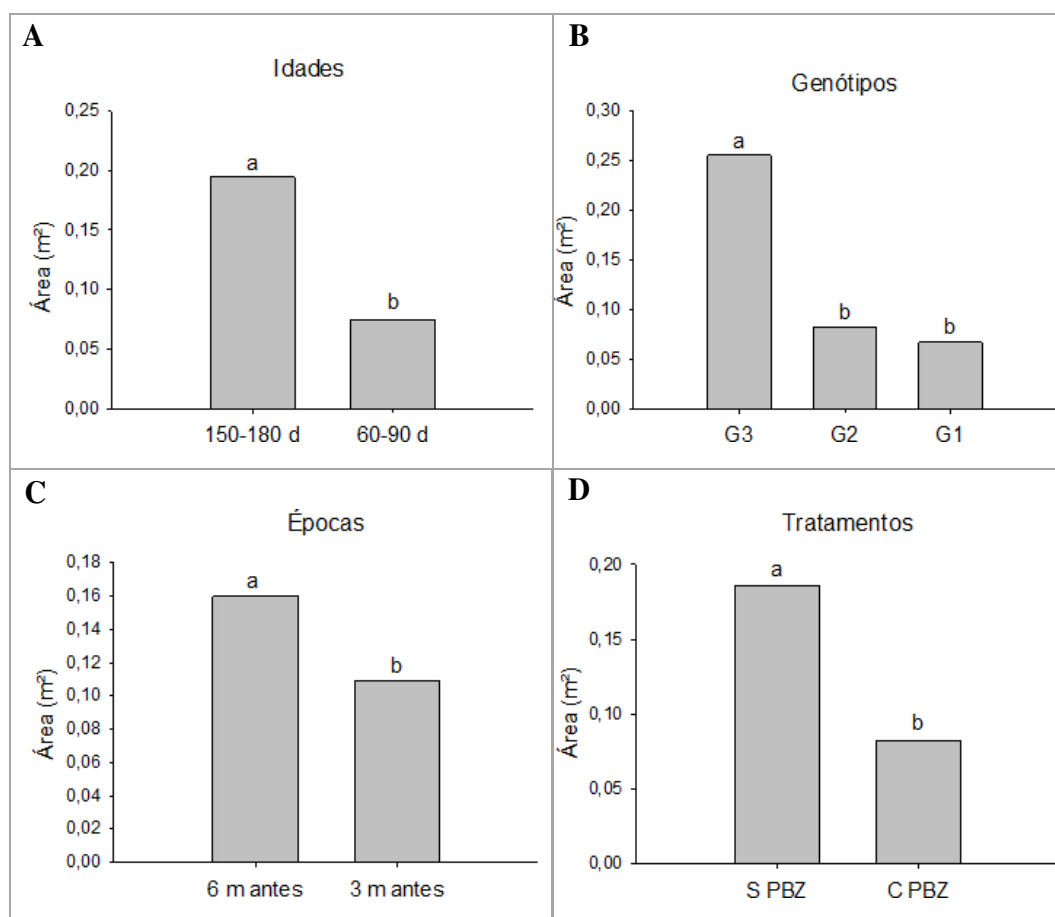 A
Idades
0,25
0,20
0,15
0,10
0,05
0,00
Área (m²)
a
b
150-180 d
60-90 d
B
Genótipos
0,30
0,25
0,20
0,15
0,10
0,05
0,00
Área (m²)
a
b
b
G3
G2
G1
C
Épocas
0,18
0,16
0,14
0,12
0,10
0,08
0,06
0,04
0,02
0,00
Área (m²)
a
b
6 m antes
3 m antes
D
Tratamentos
0,20
0,15
0,10
0,05
0,00
Área (m²)
a
b
S PBZ
C PBZ